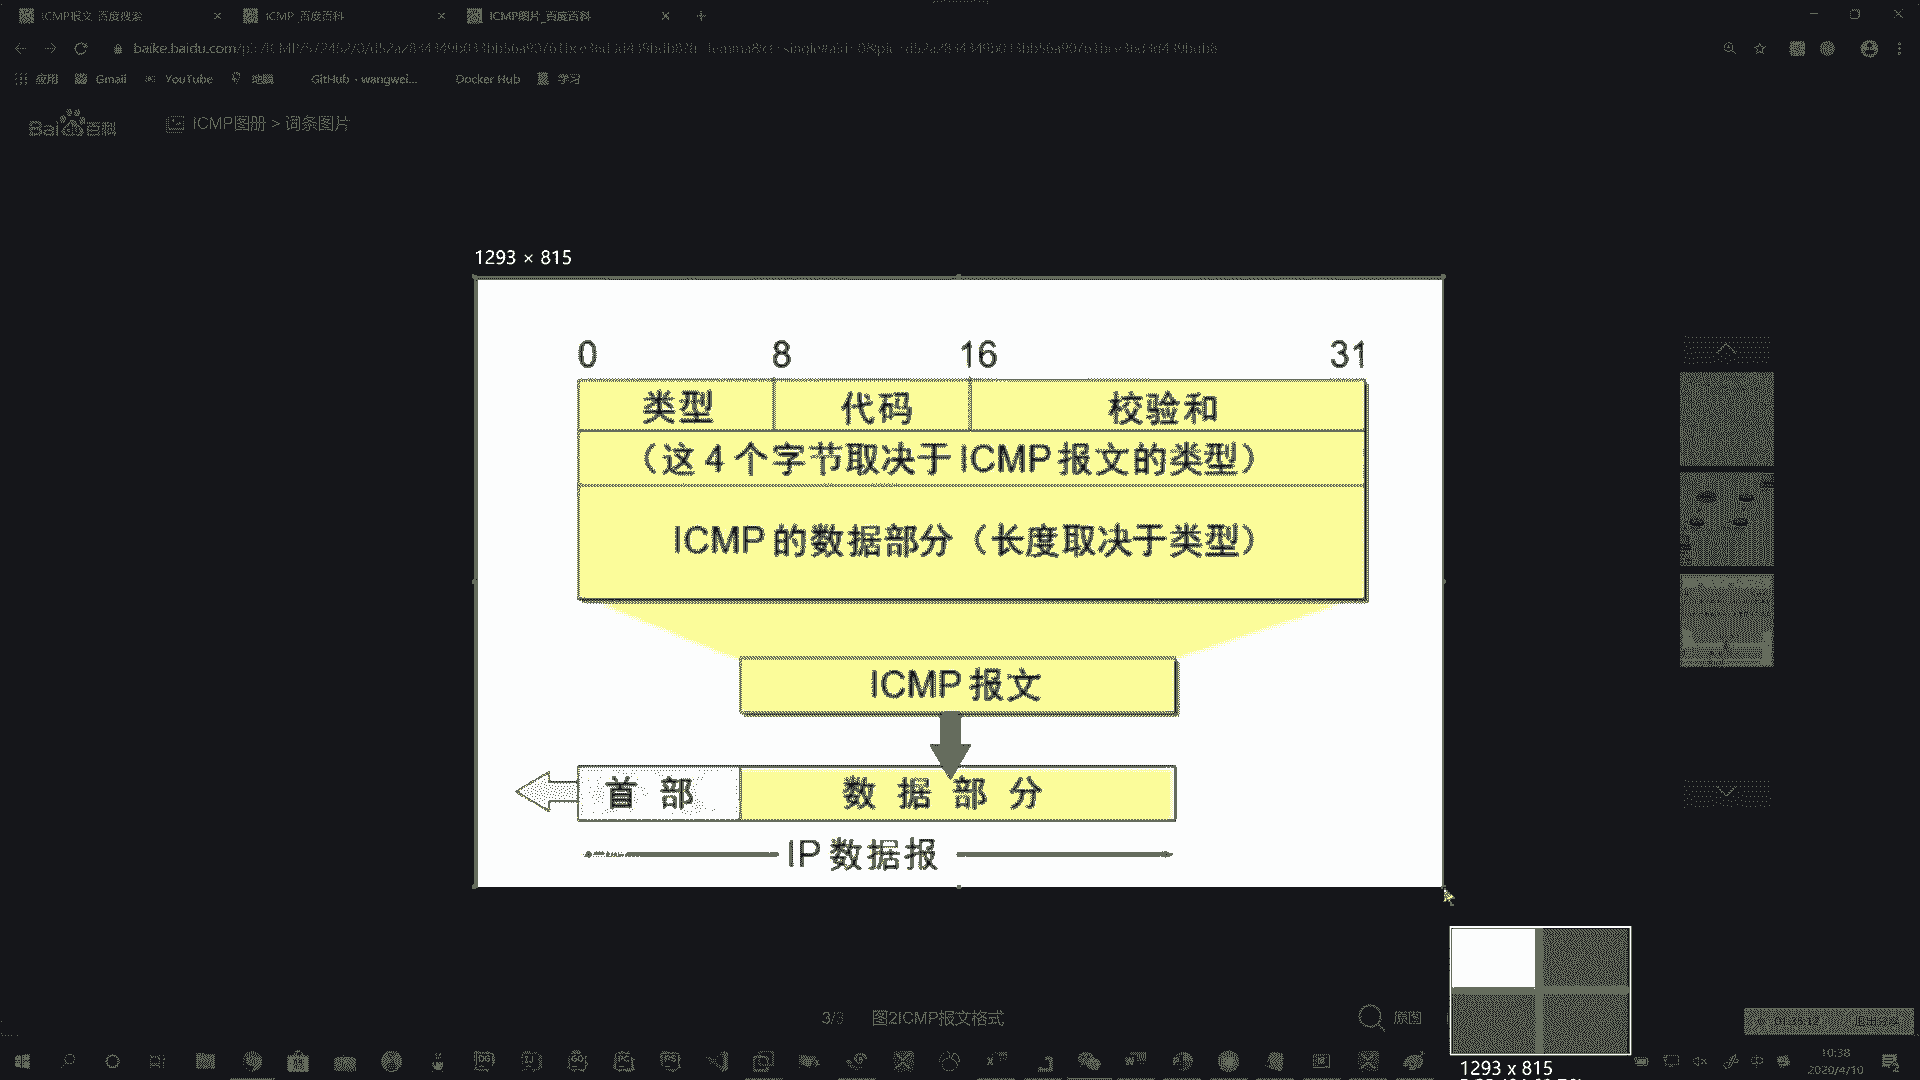 ICMP报文_百度搜索
ICMP_百度百科
ICMP图片_百度百科
应用
Gmail
YouTube
地图
GitHub · wangwei...
Docker Hub
学习
Bai百科
ICMP图册 > 词条图片
1293 × 815
0 8 16 31
类型 代码 校验和
（这 4 个字节取决于 ICMP 报文的类型）
ICMP 的数据部分（长度取决于类型）
ICMP 报文
首 部 数 据 部 分
IP 数据报
3/3 图2ICMP报文格式
原图
1293 x 815
10:38
2020/4/10